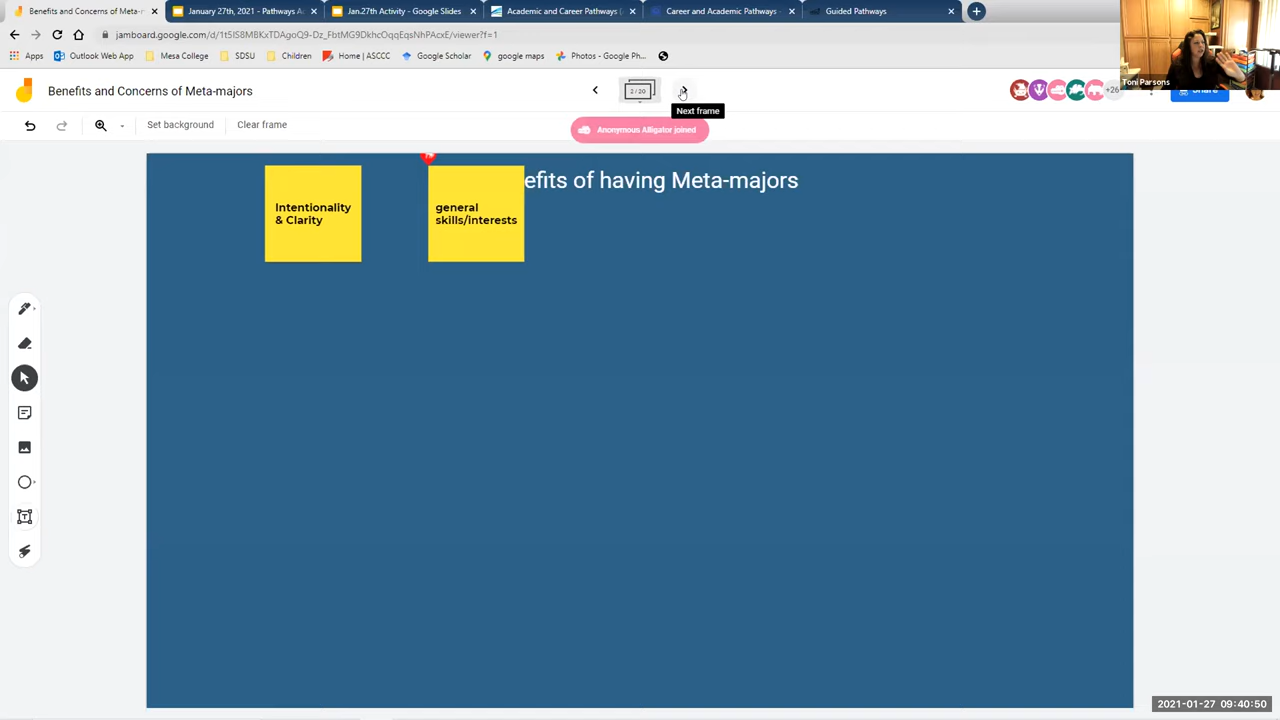 Benefits and Concerns of Meta-m
January 27th, 2021 - Pathways A
Jan.27th Activity - Google Slides
Academic and Career Pathways (
Career and Academic Pathways -
Guided Pathways
jamboard.google.com/d/1t5IS8MBKxTDAgoQ9-Dz_FbtMG9DkhcOqqEqsNhPAcxE/viewer?f=1
Apps
Outlook Web App
Mesa College
SDSU
Children
Home | ASCCC
Google Scholar
google maps
Photos - Google Ph...
Toni Parsons
Benefits and Concerns of Meta-majors
2 / 20
+26
Share
Next frame
Set background
Clear frame
Anonymous Alligator joined
efits of having Meta-majors
Intentionality
& Clarity
general
skills/interests
2021-01-27 09:40:50